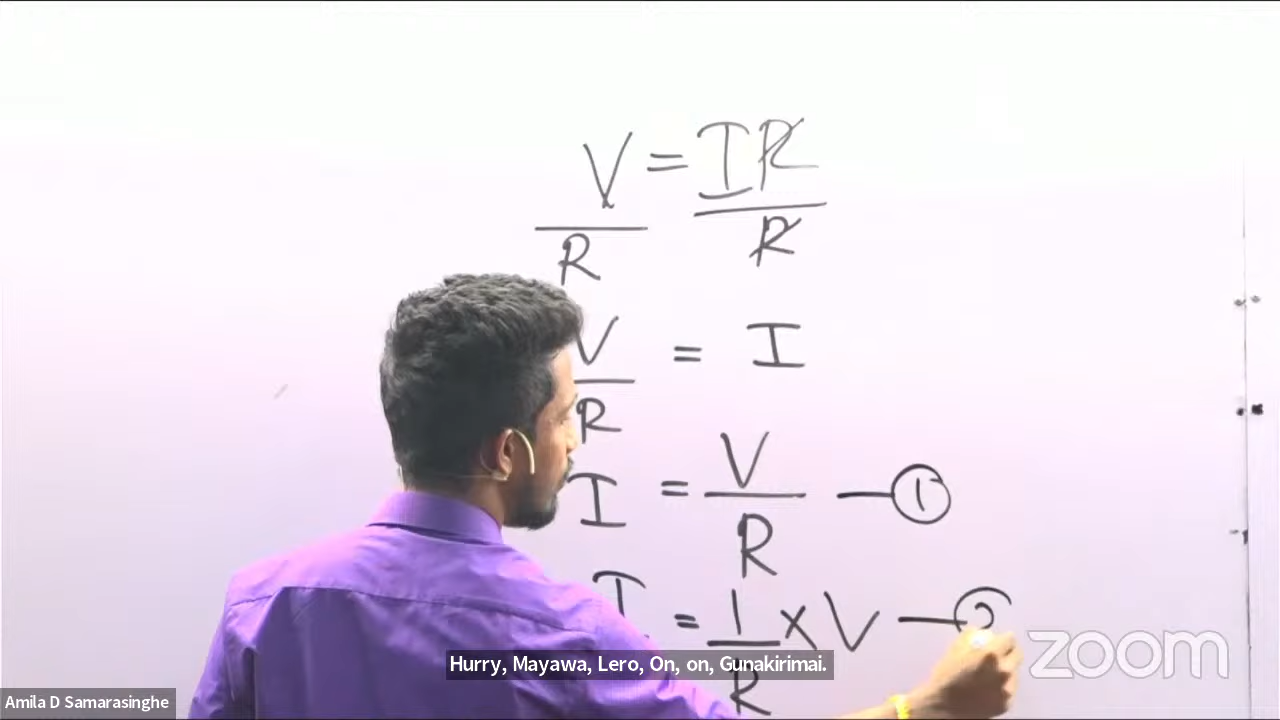 V = IR
R R
V = I
R
I = V — ①
R
I = 1 × V — ②
R
zoom
Hurry, Mayawa, Lero, On, on, Gunakirimai.
Amila D Samarasinghe